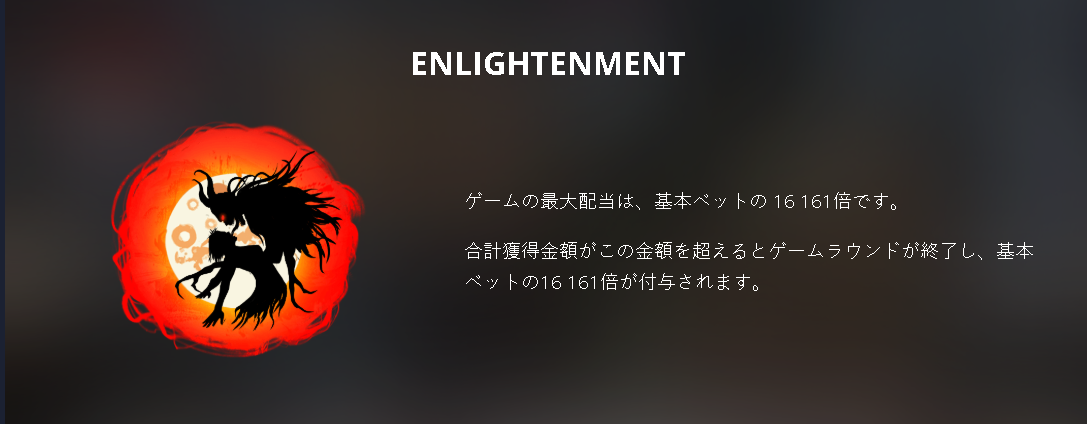 ENLIGHTENMENT
ゲームの最大配当は、基本ベットの 16 161倍です。
合計獲得金額がこの金額を超えるとゲームラウンドが終了し、基本
ベットの16 161倍が付与されます。